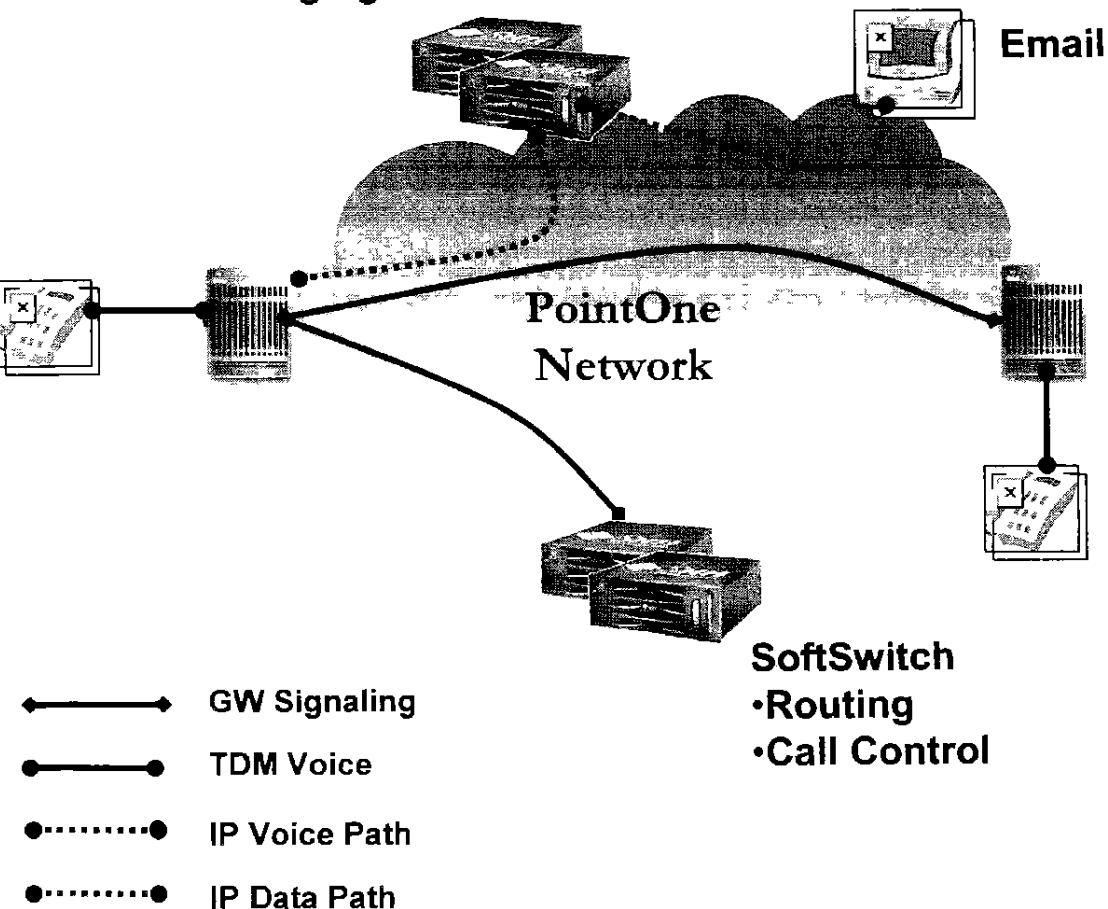 Email
PointOne
Network
SoftSwitch
•Routing
•Call Control
GW Signaling
TDM Voice
IP Voice Path
IP Data Path